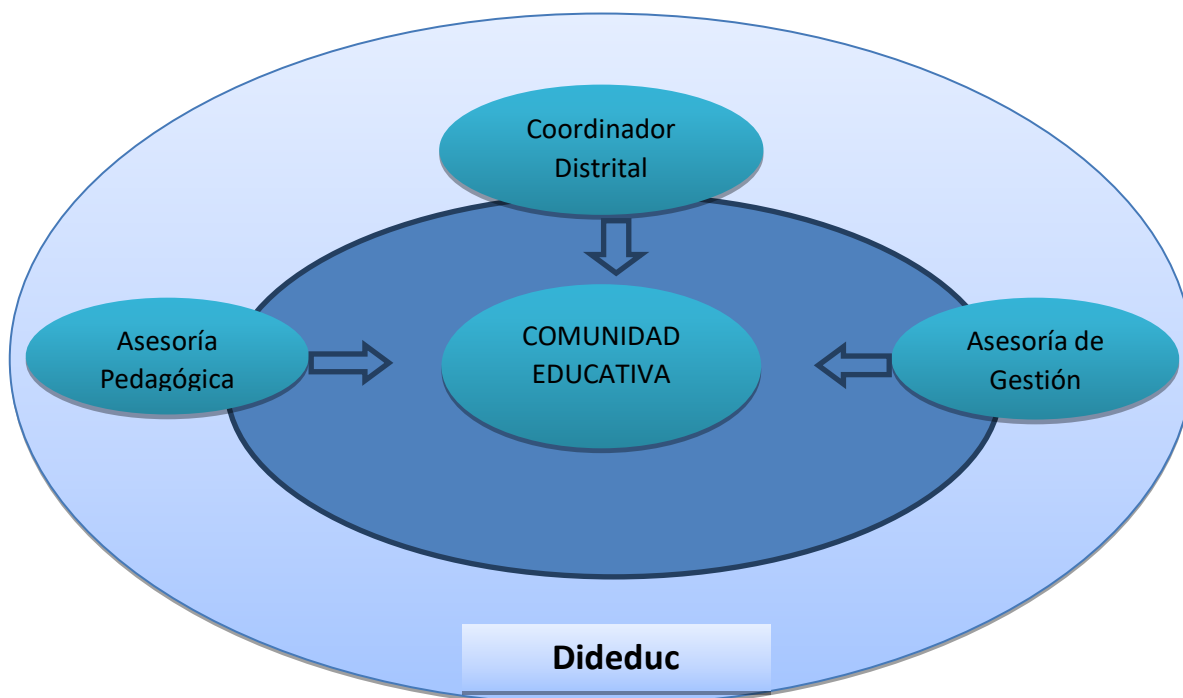 Coordinador
Distrital
Asesoría
Pedagógica
COMUNIDAD
EDUCATIVA
Asesoría de
Gestión
Dideduc